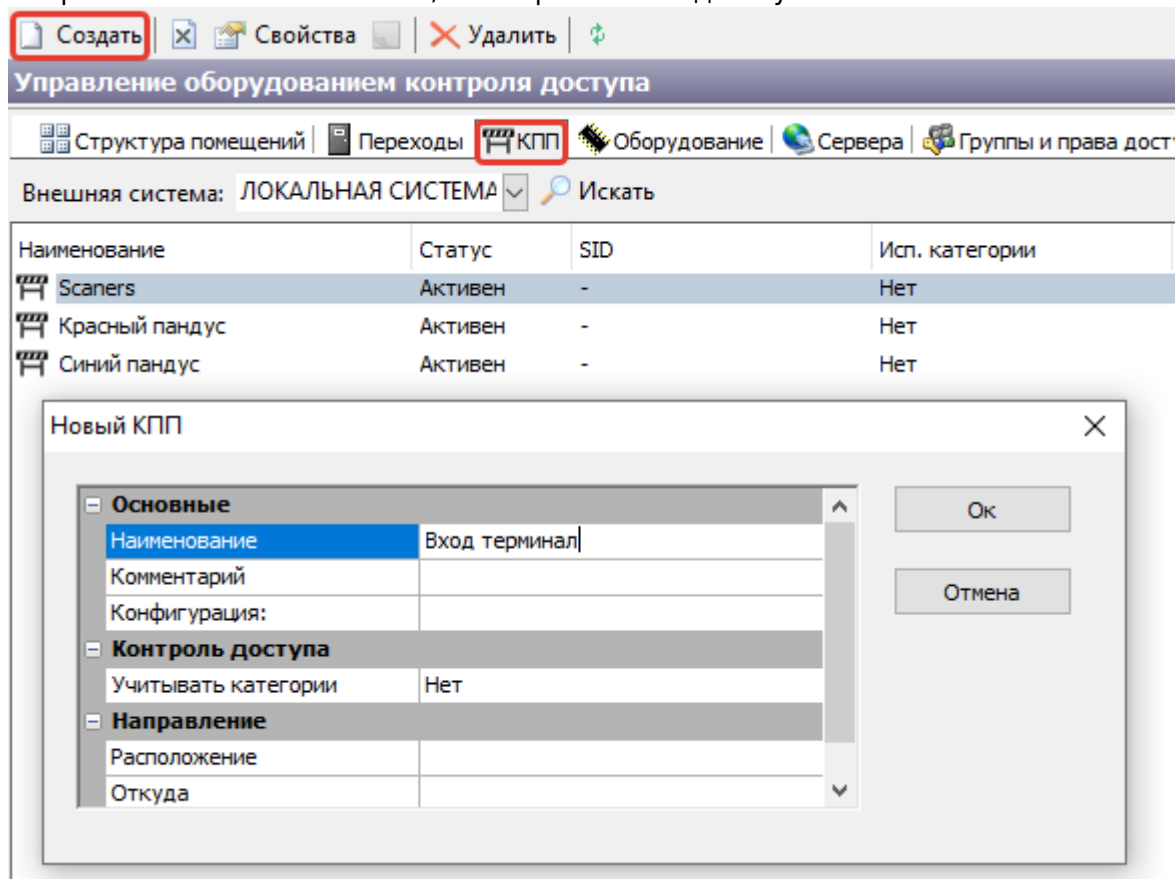 Создать Свойства Удалить
Управление оборудованием контроля доступа
Структура помещений Переходы КПП Оборудование Сервера Группы и права дост
Внешняя система: ЛОКАЛЬНАЯ СИСТЕМА Искать
Наименование Статус SID Исп. категории
Scaners Активен - Нет
Красный пандус Активен - Нет
Синий пандус Активен - Нет
Новый КПП
Основные
Ок
Наименование Вход терминал
Комментарий
Отмена
Конфигурация:
Контроль доступа
Учитывать категории Нет
Направление
Расположение
Откуда